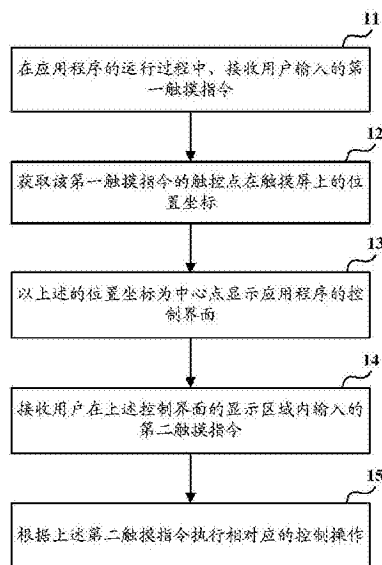 11
在应用程序的运行过程中、接收用户输入的第
一触摸指令
12
获取该第一触摸指令的触控点在触摸屏上的位
置坐标
13
以上述的位置坐标为中心点显示应用程序的控
制界面
14
接收用户在上述控制界面的显示区域内输入的
第二触摸指令
15
根据上述第二触摸指令执行相对应的控制操作